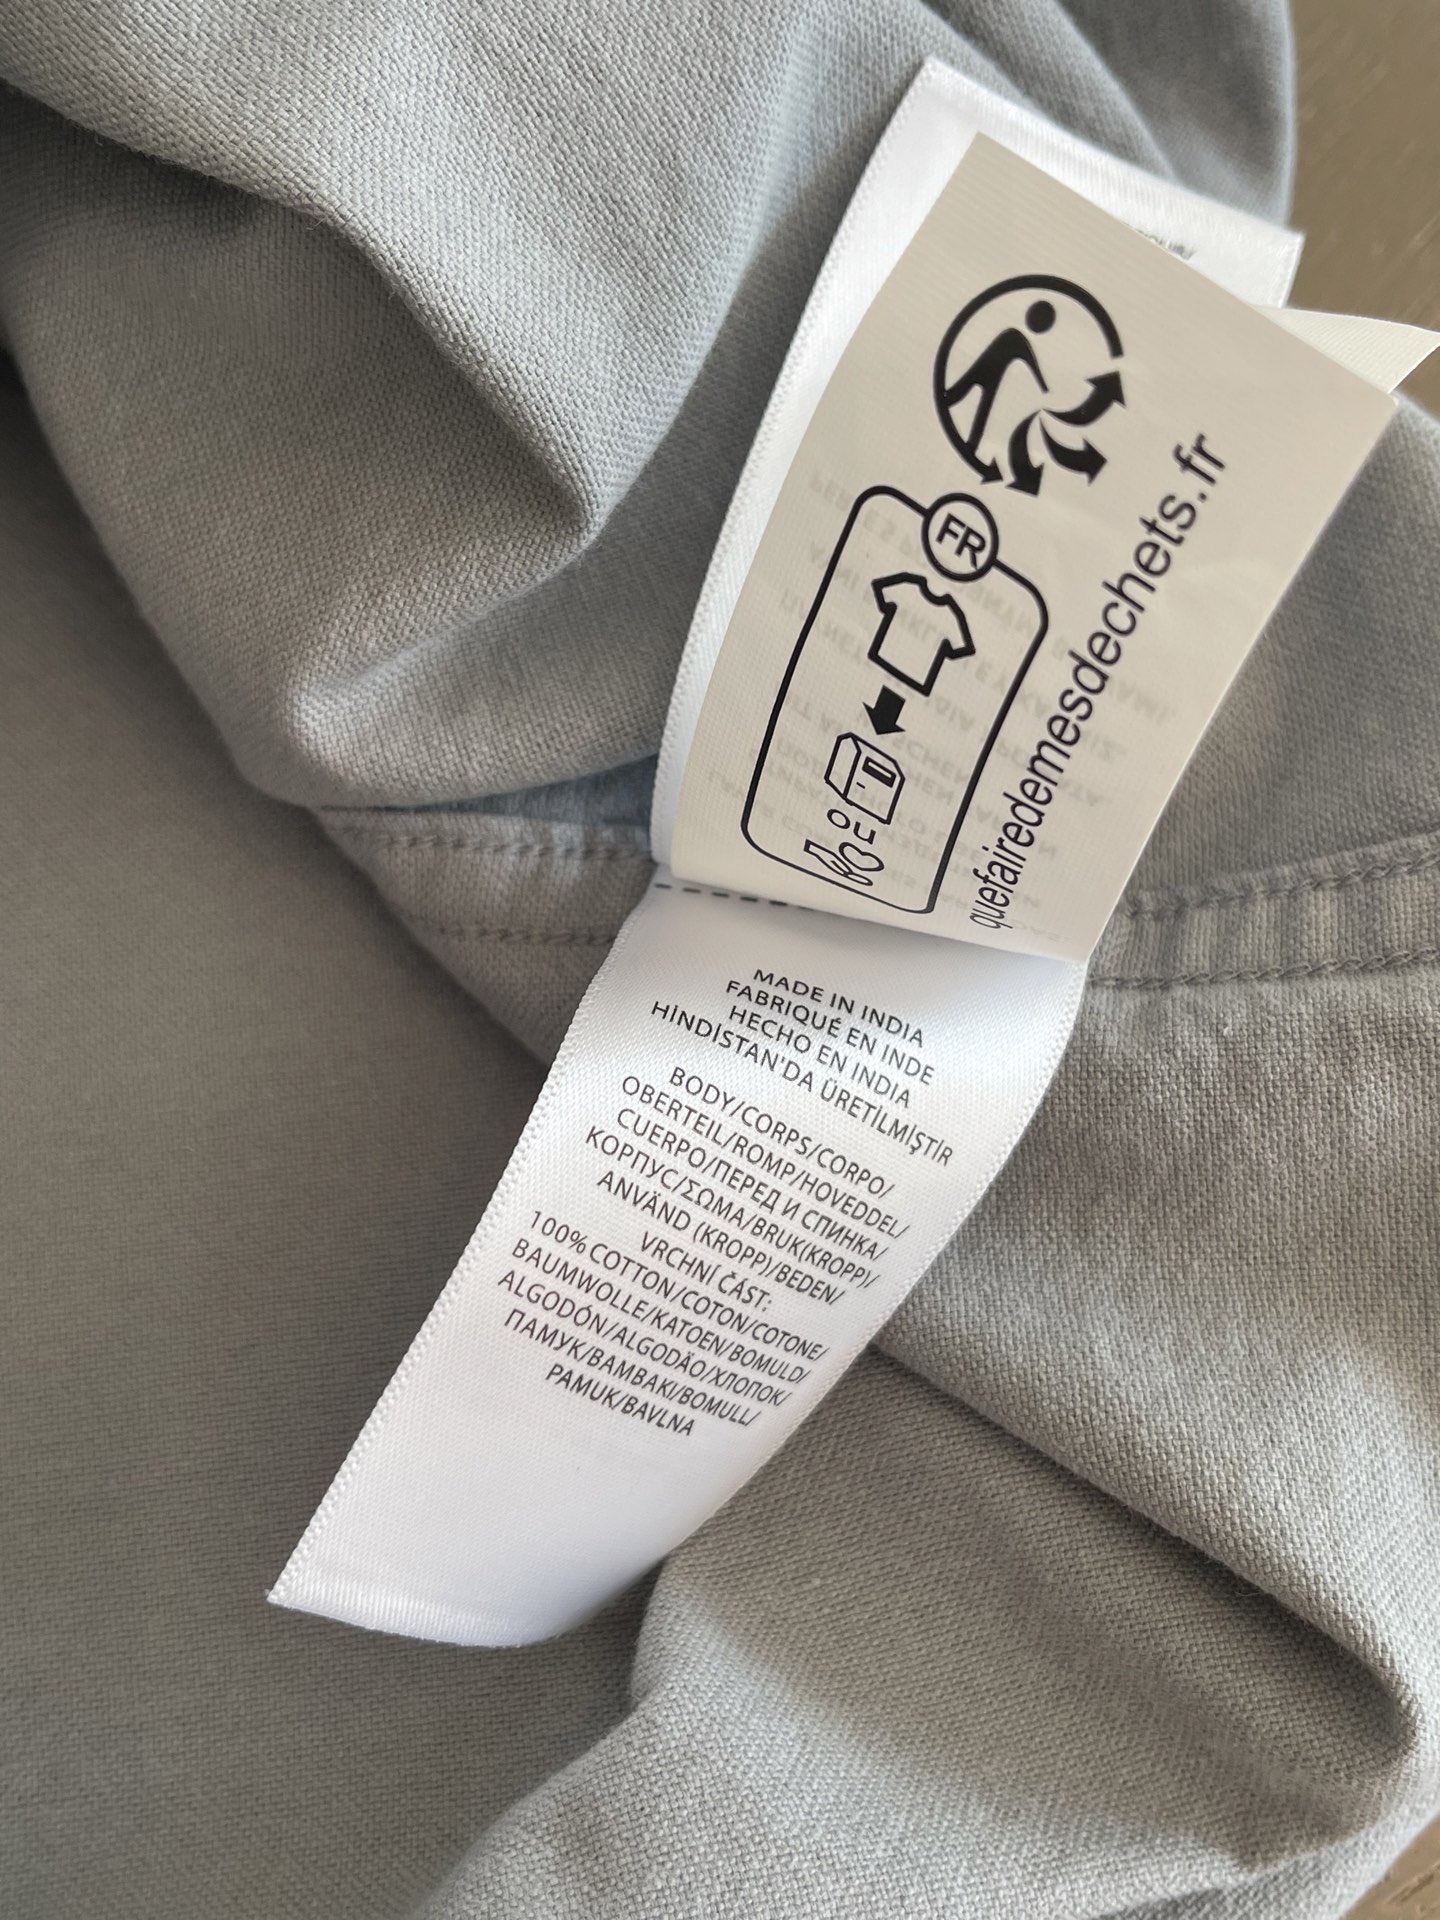 FR
quefairedemesdechets.fr
MADE IN INDIA
FABRIQUÉ EN INDE
HECHO EN INDIA
HİNDİSTAN'DA ÜRETİLMİŞTİR
BODY/CORPS/CORPO/
OBERTEIL/ROMP/HOVEDDEL/
CUERPO/ПЕРЕД И СПИНКА/
КОРПУС/ΣΩΜΑ/BRUK(KROPP)/
ANVÄND (KROPP)/BEDEN/
VRCHNÍ ČÁST:
100% COTTON/COTON/COTONE/
BAUMWOLLE/KATOEN/BOMULD/
ALGODÓN/ALGODÃO/ХЛОПОК/
ПАМУК/BAMBAKI/BOMULL/
PAMUK/BAVLNA